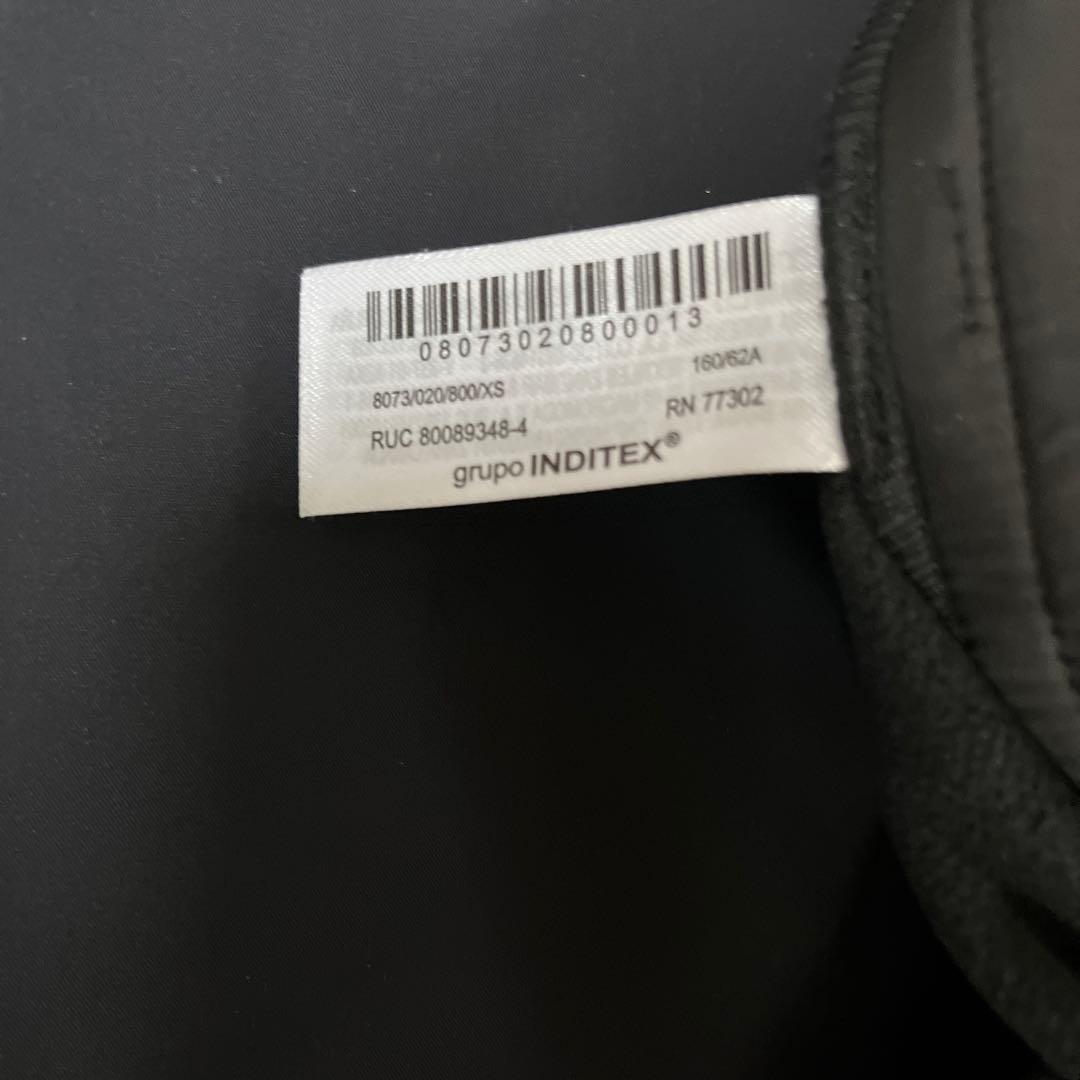 08073020800013
8073/020/800/XS 160/62A
RUC 80089348-4 RN 77302
grupo INDITEX®